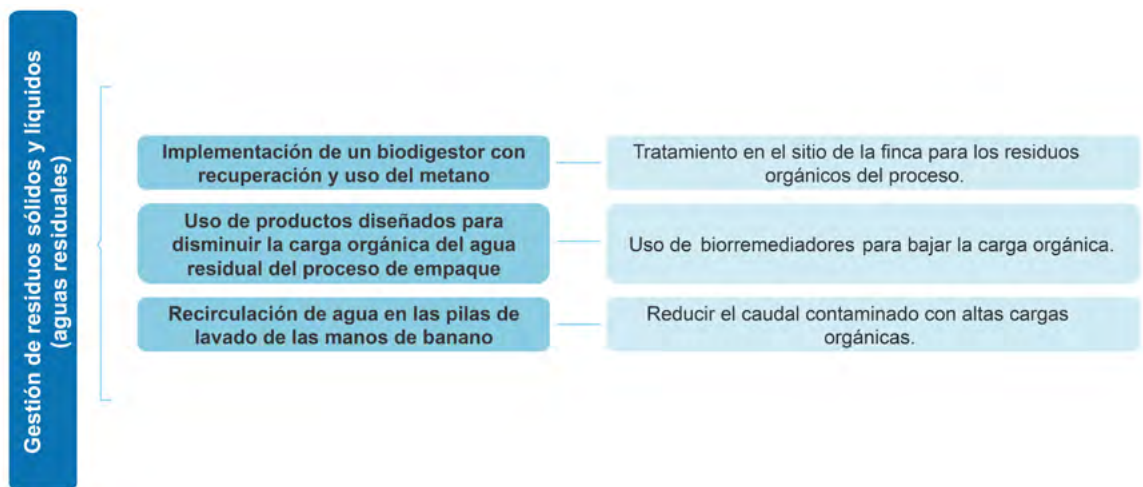 Gestión de residuos sólidos y líquidos
(aguas residuales)
Implementación de un biodigestor con
recuperación y uso del metano
Tratamiento en el sitio de la finca para los residuos
orgánicos del proceso.
Uso de productos diseñados para
disminuir la carga orgánica del agua
residual del proceso de empaque
Uso de biorremediadores para bajar la carga orgánica.
Recirculación de agua en las pilas de
lavado de las manos de banano
Reducir el caudal contaminado con altas cargas
orgánicas.